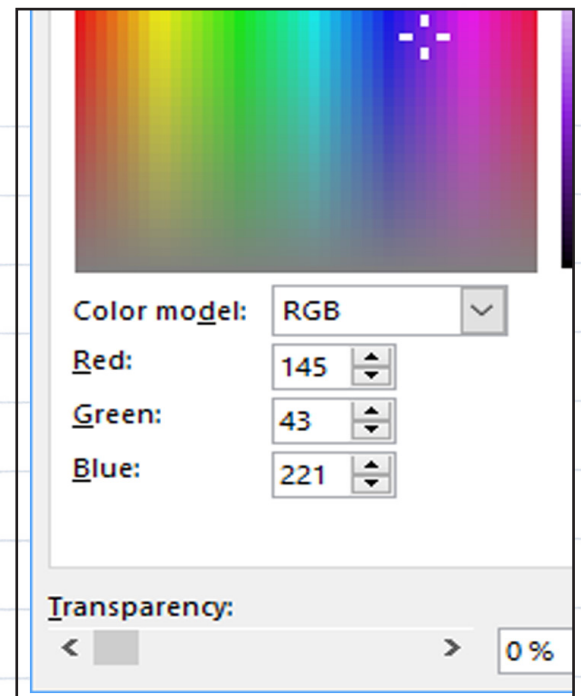 Color model: RGB
Red: 145
Green: 43
Blue: 221
Transparency:
0 %